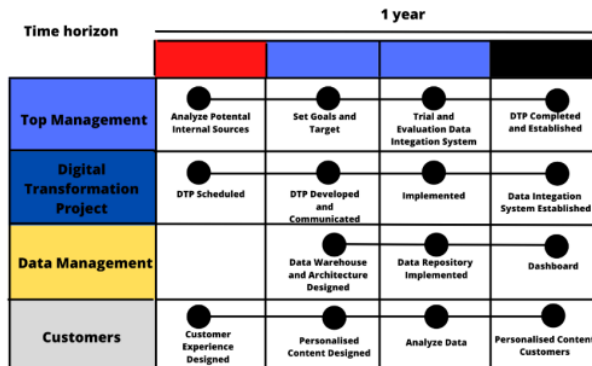 1 year
Time horizon
Top Management
Analyze Potental
Internal Sources
Set Goals and
Target
Trial and
Evaluation Data
Integation System
DTP Completed
and Established
Digital
Transformation
Project
DTP Scheduled
DTP Developed
and
Communicated
Implemented
Data Integation
System Established
Data Management
Data Warehouse
and Architecture
Designed
Data Repository
Implemented
Dashboard
Customers
Customer
Experience
Designed
Personalised
Content Designed
Analyze Data
Personalised Content
Customers